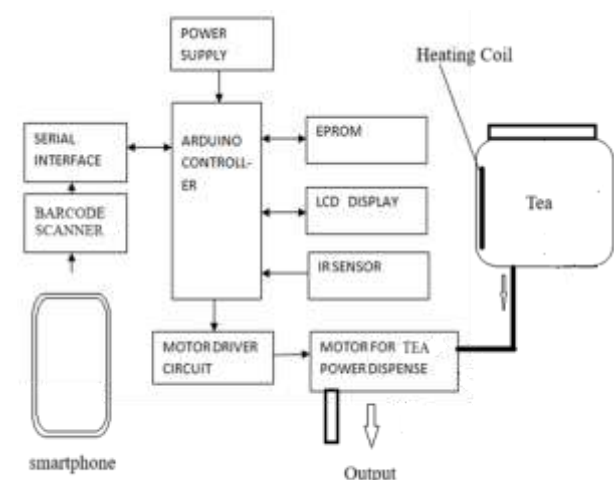 POWER
SUPPLY
Heating Coil
SERIAL
INTERFACE
ARDUINO
CONTROLL-
ER
EPROM
BARCODE
SCANNER
LCD DISPLAY
Tea
IR SENSOR
MOTOR DRIVER
CIRCUIT
MOTOR FOR TEA
POWER DISPENSE
smartphone
Output